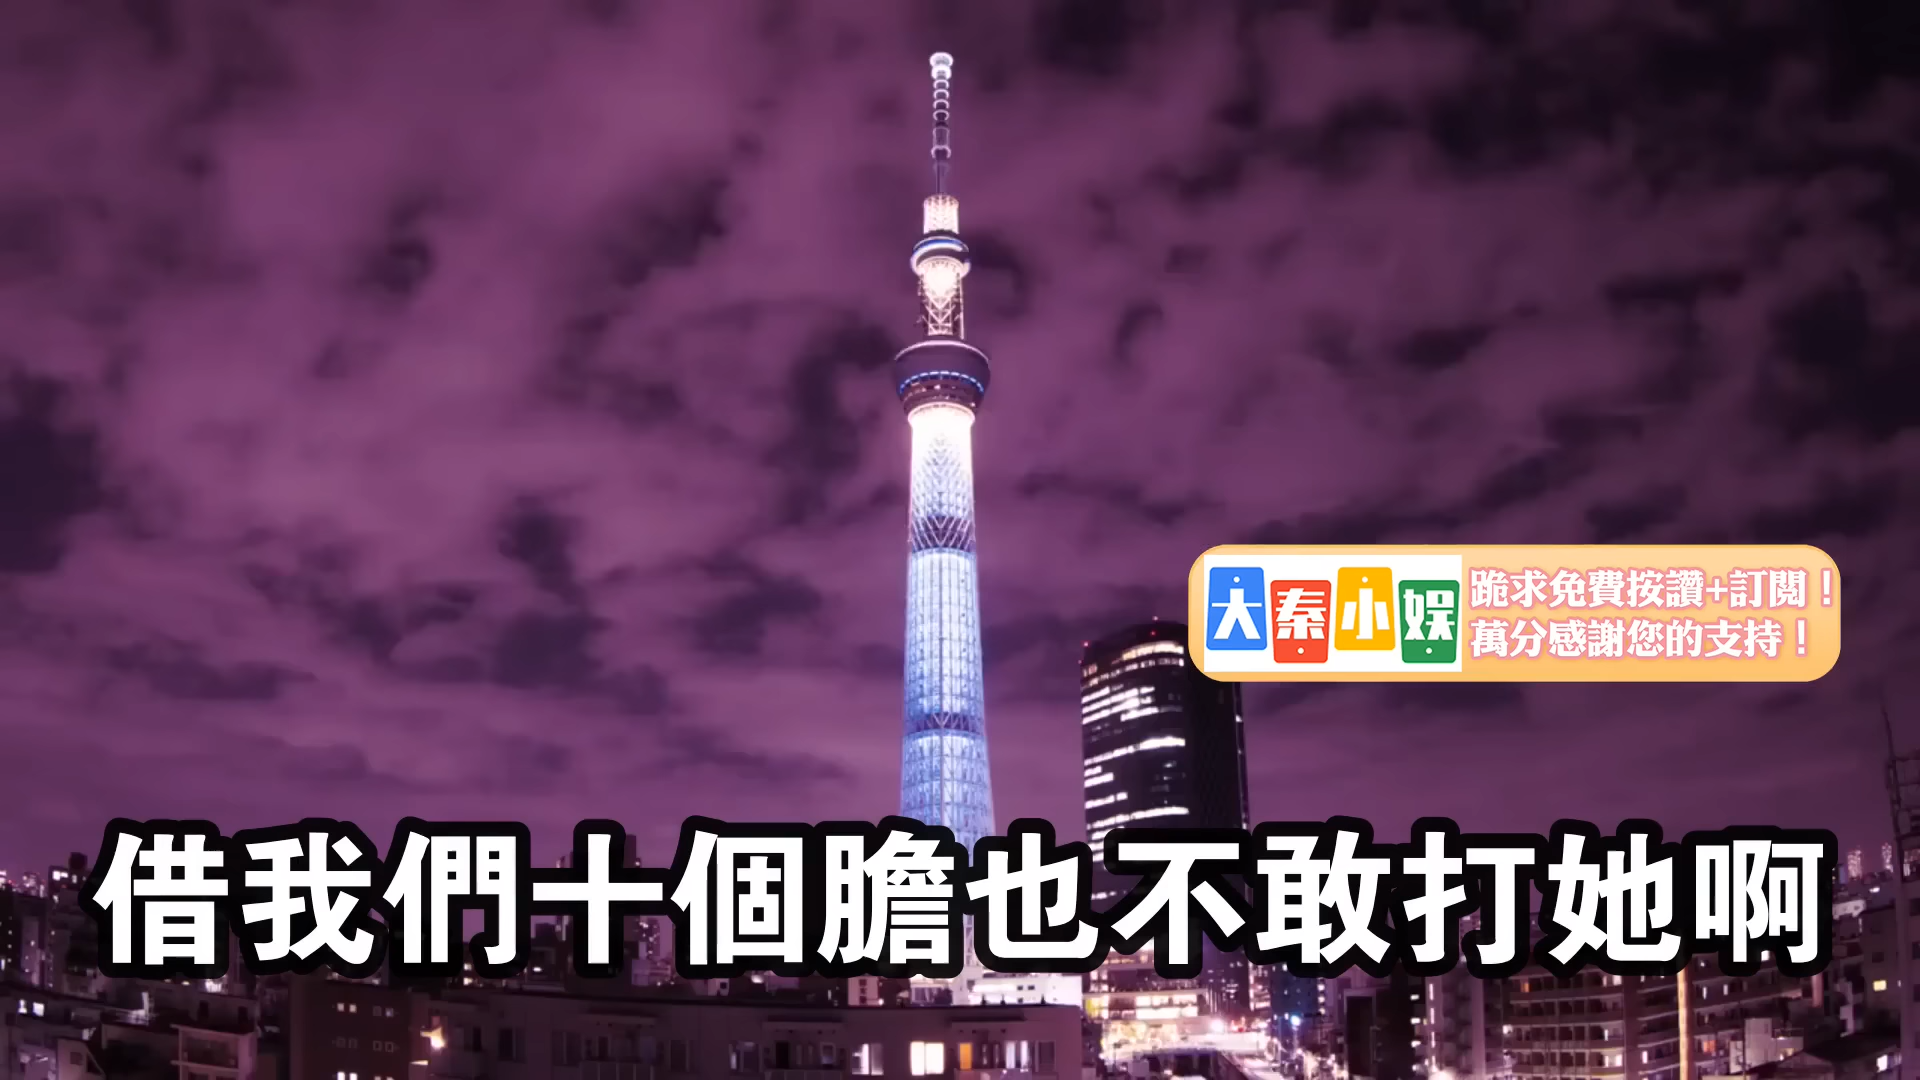 大秦小娱
跪求免費按讚+訂閱！
萬分感謝您的支持！
借我們十個膽也不敢打她啊